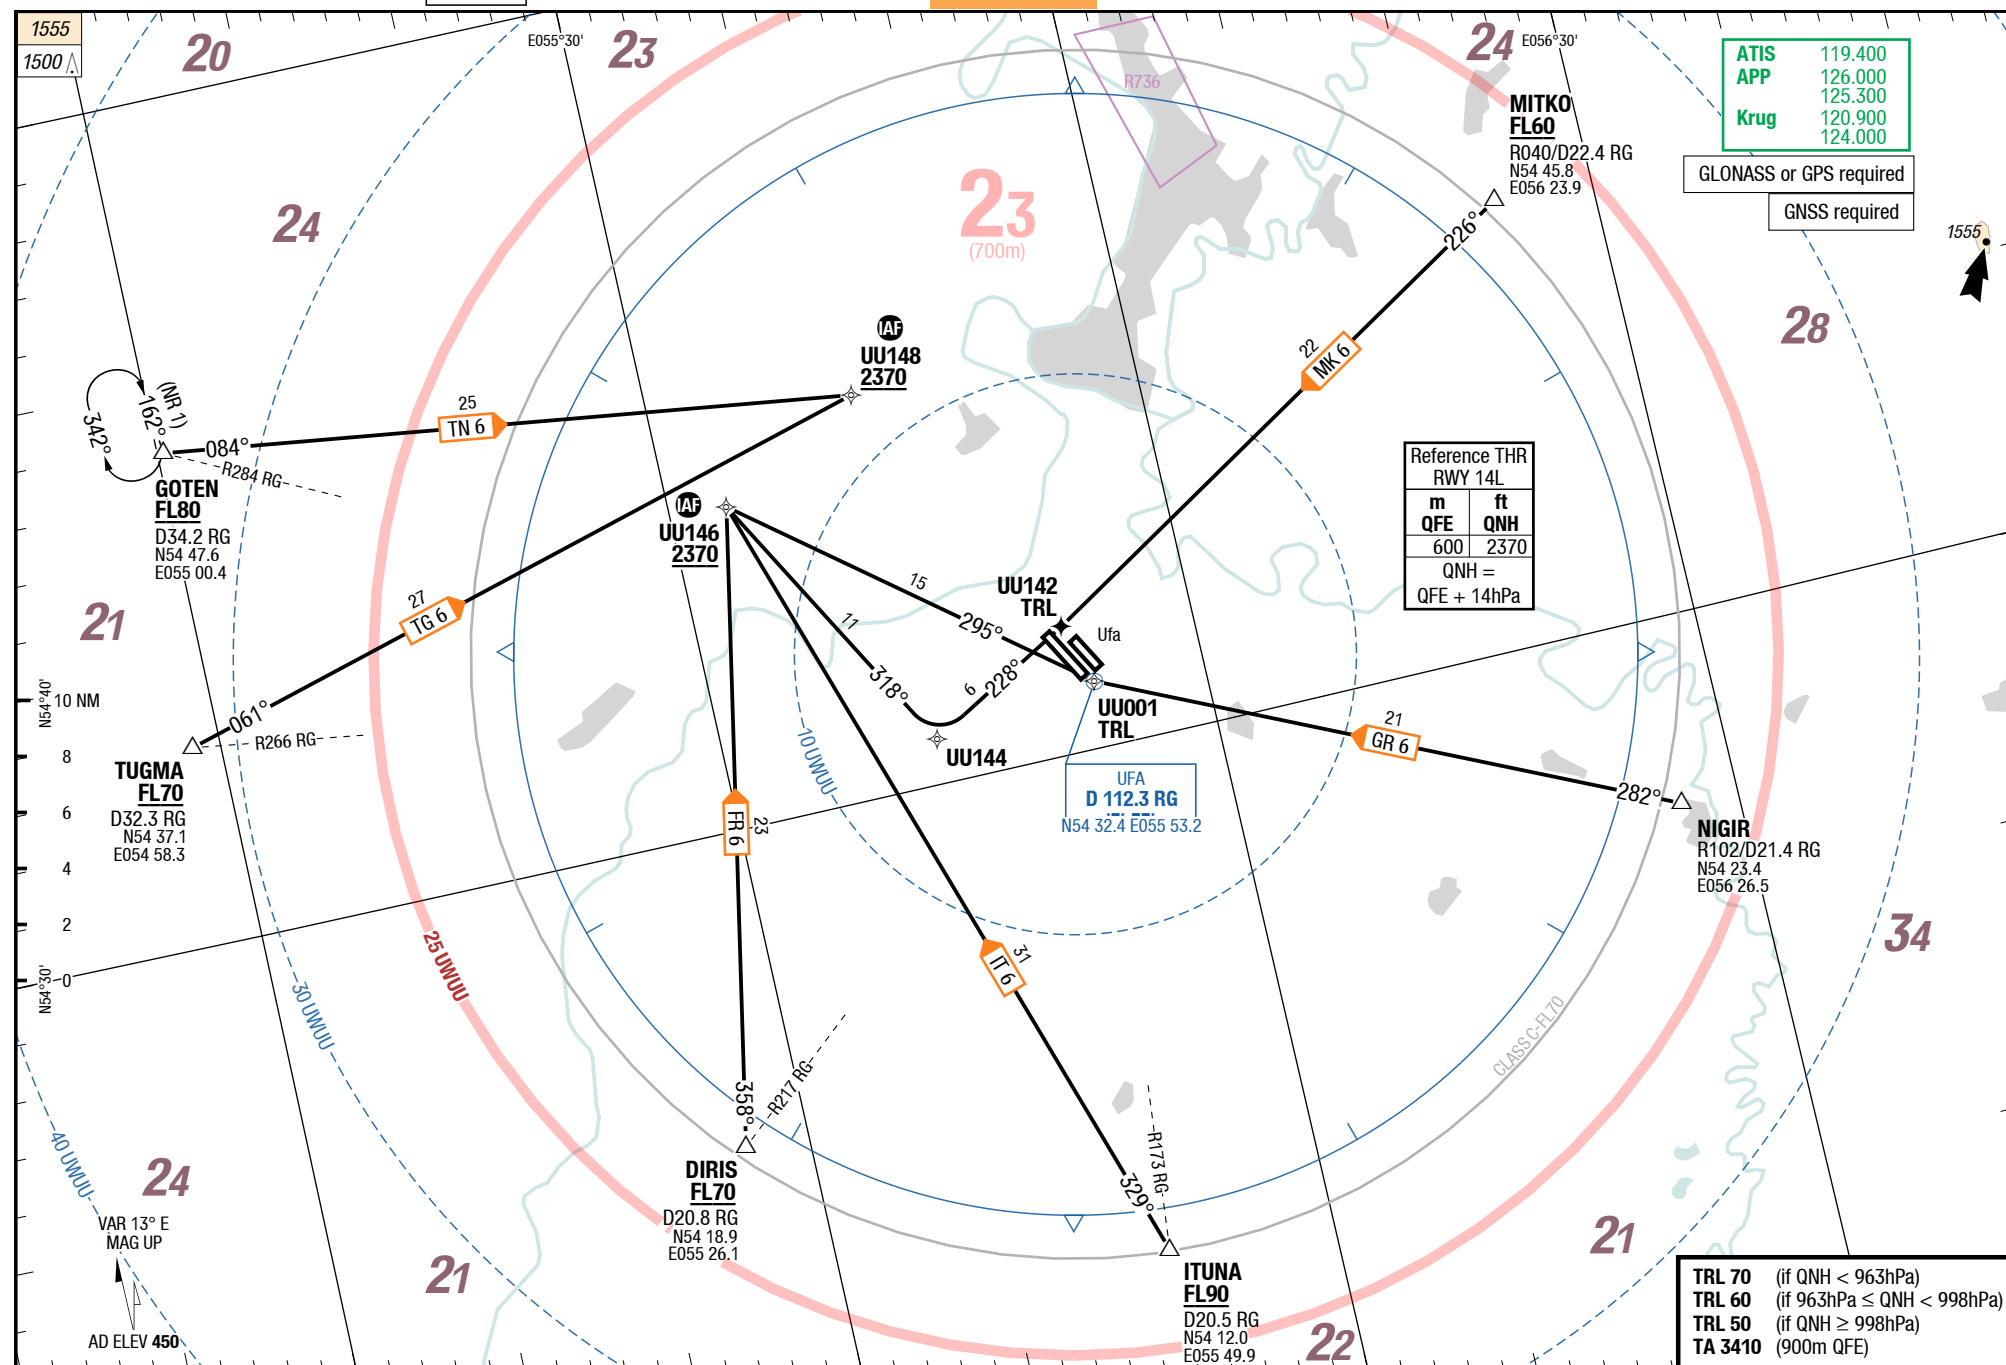 1555
1500
20
23
24
E055°30'
E056°30'
R736
ATIS 119.400
APP 126.000
125.300
Krug 120.900
124.000
GLONASS or GPS required
GNSS required
1555
MITKO
FL60
R040/D22.4 RG
N54 45.8
E056 23.9
226°
22
MK 6
24
23
(700m)
28
IAF
UU148
2370
25
TN 6
084°
(NR 1)
162°
342°
R284 RG
GOTEN
FL80
D34.2 RG
N54 47.6
E055 00.4
IAF
UU146
2370
Reference THR
RWY 14L
m ft
QFE QNH
600 2370
QNH =
QFE + 14hPa
21
27
TG 6
15
295°
11
318°
6
228°
UU142
TRL
Ufa
UU001
TRL
UU144
061°
R266 RG
TUGMA
FL70
D32.3 RG
N54 37.1
E054 58.3
N54°40'
10 NM
8
6
4
2
0
N54°30'
10 UWUU
UFA
D 112.3 RG
N54 32.4 E055 53.2
21
GR 6
282°
NIGIR
R102/D21.4 RG
N54 23.4
E056 26.5
FR 6
23
31
IT 6
34
25 UWUU
30 UWUU
40 UWUU
CLASS C-FL70
358°
R217 RG
R173 RG
329°
DIRIS
FL70
D20.8 RG
N54 18.9
E055 26.1
24
VAR 13° E
MAG UP
AD ELEV 450
21
ITUNA
FL90
D20.5 RG
N54 12.0
E055 49.9
22
21
TRL 70 (if QNH < 963hPa)
TRL 60 (if 963hPa ≤ QNH < 998hPa)
TRL 50 (if QNH ≥ 998hPa)
TA 3410 (900m QFE)